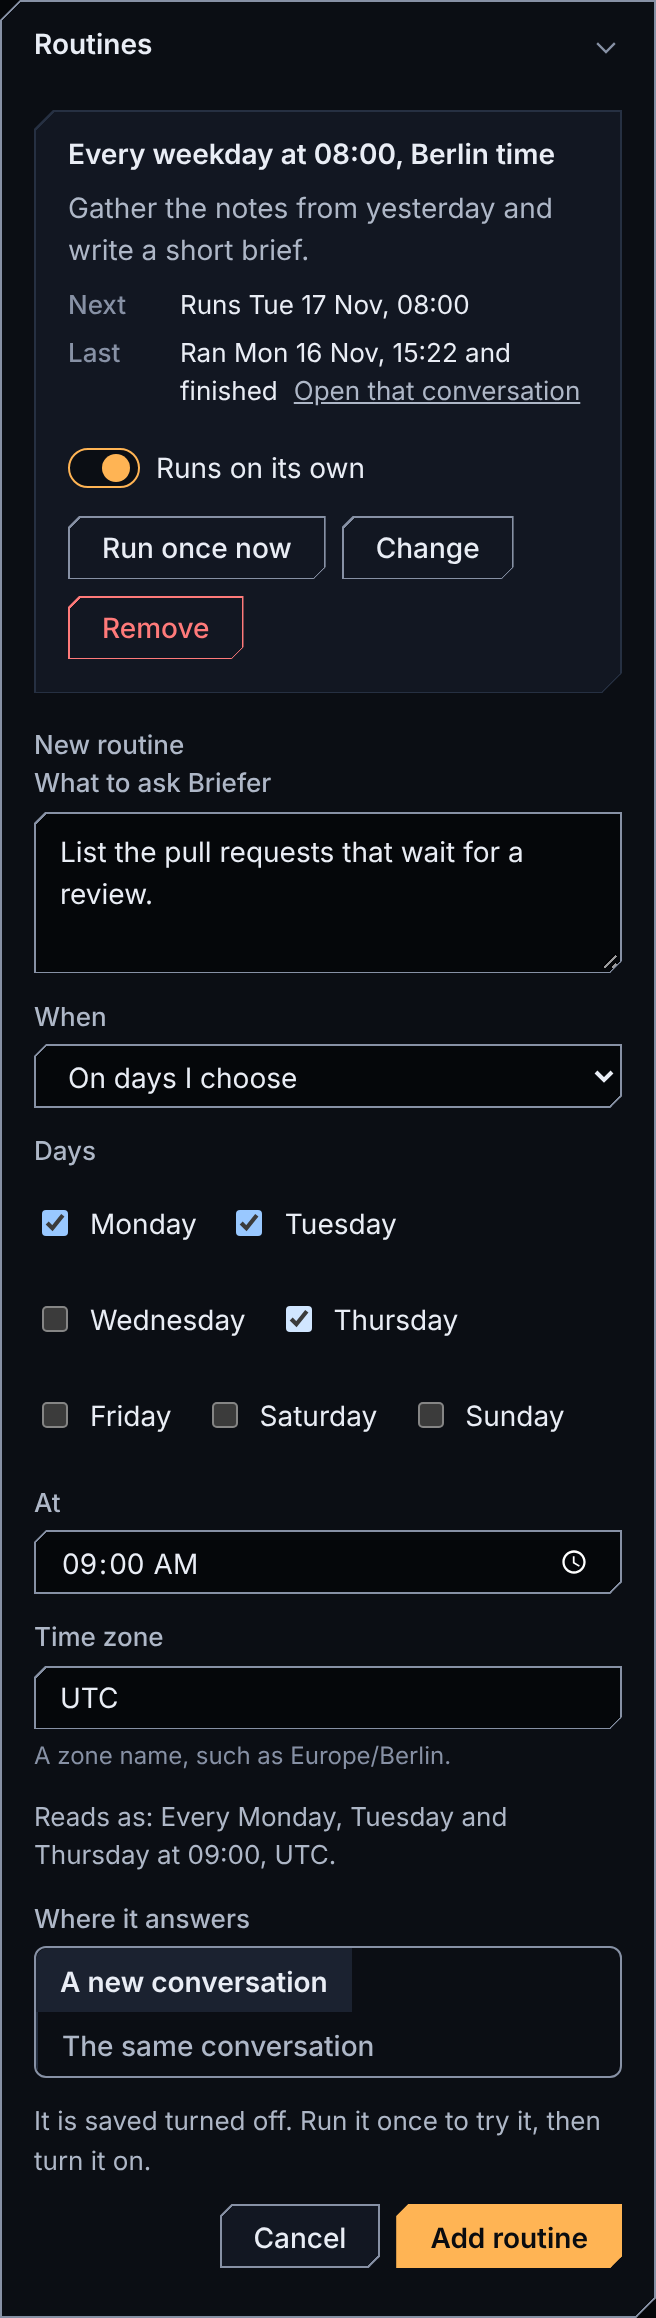 Routines
Every weekday at 08:00, Berlin time
Gather the notes from yesterday and
write a short brief.
Next Runs Tue 17 Nov, 08:00
Last Ran Mon 16 Nov, 15:22 and
finished Open that conversation
Runs on its own
Run once now Change
Remove
New routine
What to ask Briefer
List the pull requests that wait for a
review.
When
On days I choose
Days
Monday Tuesday
Wednesday Thursday
Friday Saturday Sunday
At
09:00 AM
Time zone
UTC
A zone name, such as Europe/Berlin.
Reads as: Every Monday, Tuesday and
Thursday at 09:00, UTC.
Where it answers
A new conversation
The same conversation
It is saved turned off. Run it once to try it, then
turn it on.
Cancel Add routine